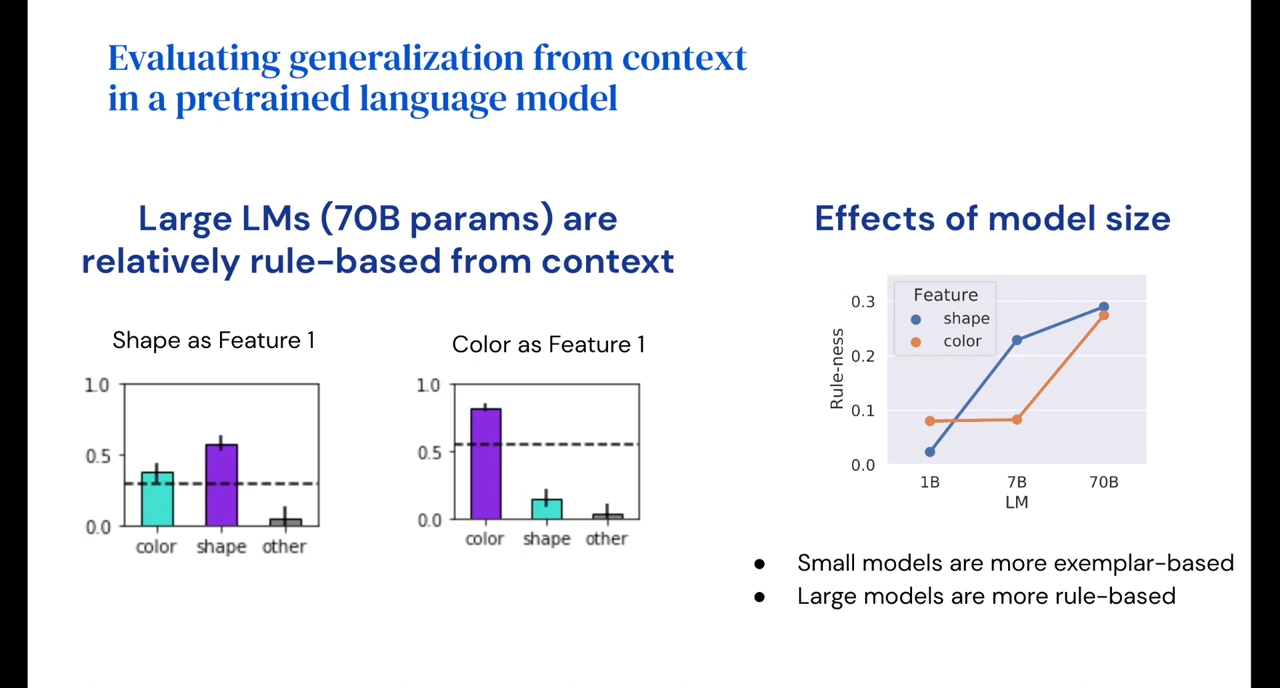 Evaluating generalization from context
in a pretrained language model
Large LMs (70B params) are
relatively rule-based from context
Shape as Feature 1
1.0
0.5
0.0
color shape other
Color as Feature 1
1.0
0.5
0.0
color shape other
Effects of model size
Feature
shape
color
Rule-ness
0.3
0.2
0.1
0.0
1B 7B 70B
LM
● Small models are more exemplar-based
● Large models are more rule-based